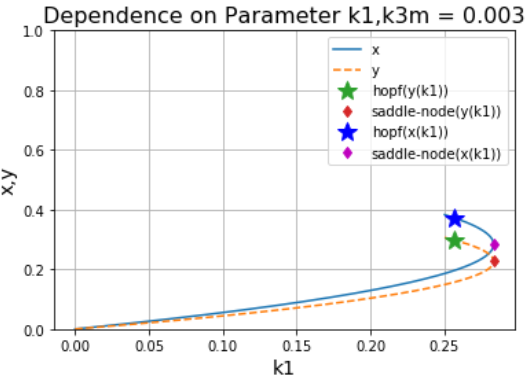 Dependence on Parameter k1,k3m = 0.003
x
y
hopf(y(k1))
saddle-node(y(k1))
hopf(x(k1))
saddle-node(x(k1))
1.0
0.8
0.6
0.4
0.2
0.0
x,y
0.00 0.05 0.10 0.15 0.20 0.25
k1